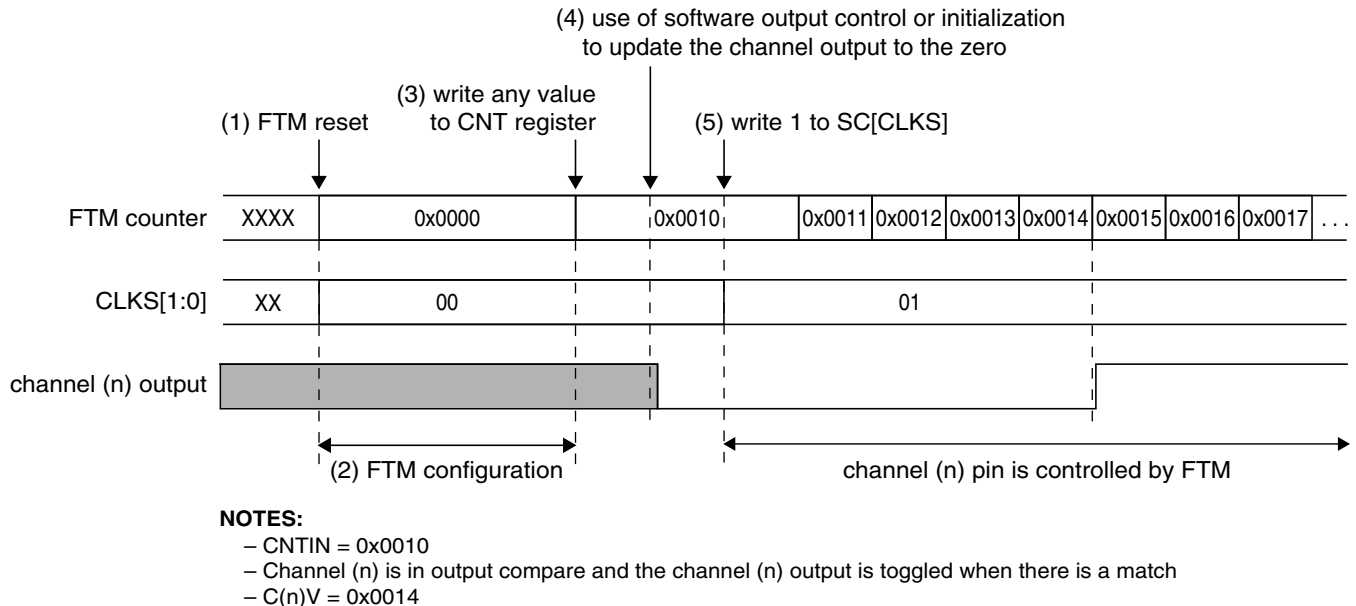 (4) use of software output control or initialization
to update the channel output to the zero
(3) write any value
to CNT register
(1) FTM reset
(5) write 1 to SC[CLKS]
FTM counter XXXX 0x0000 0x0010 0x0011 0x0012 0x0013 0x0014 0x0015 0x0016 0x0017 . . .
CLKS[1:0] XX 00 01
channel (n) output
(2) FTM configuration
channel (n) pin is controlled by FTM
NOTES:
– CNTIN = 0x0010
– Channel (n) is in output compare and the channel (n) output is toggled when there is a match
– C(n)V = 0x0014